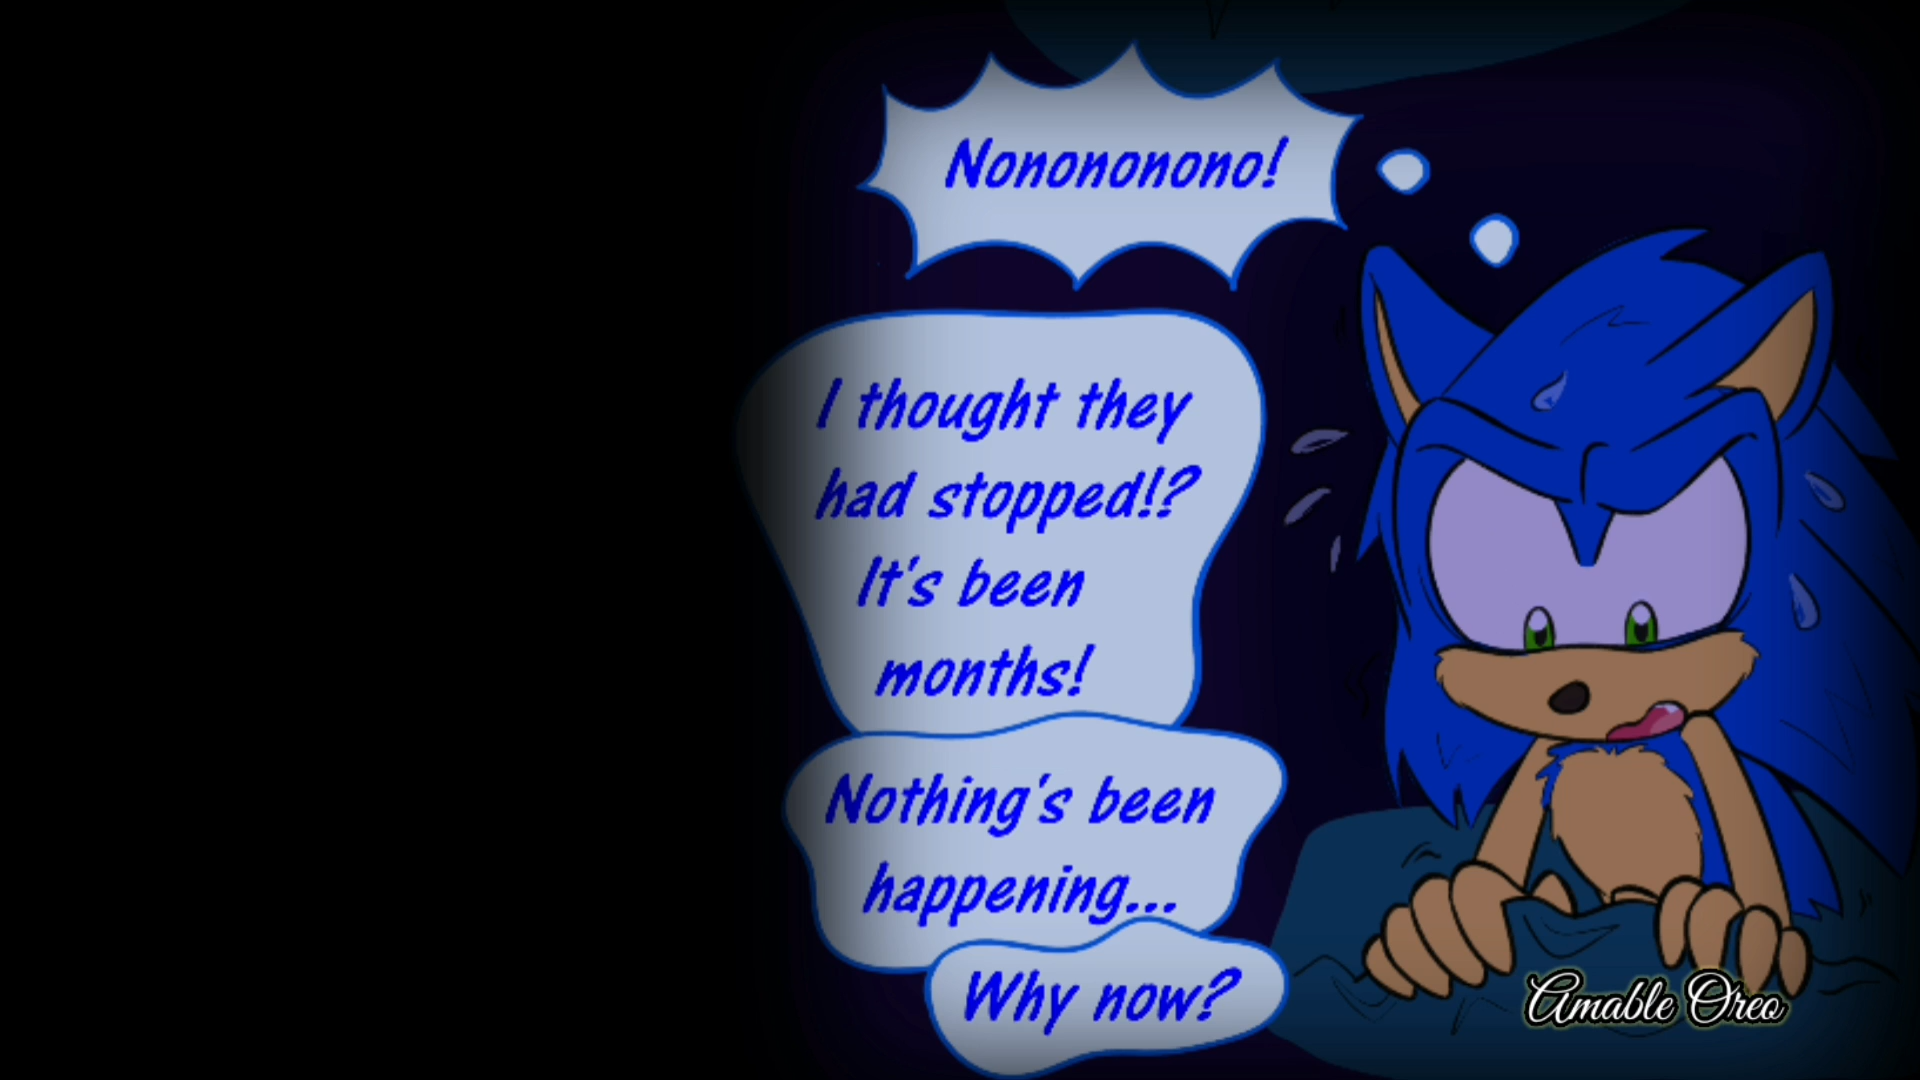 Nonononono!
I thought they
had stopped!?
It's been
months!
Nothing's been
happening...
Why now?
Amable Oreo